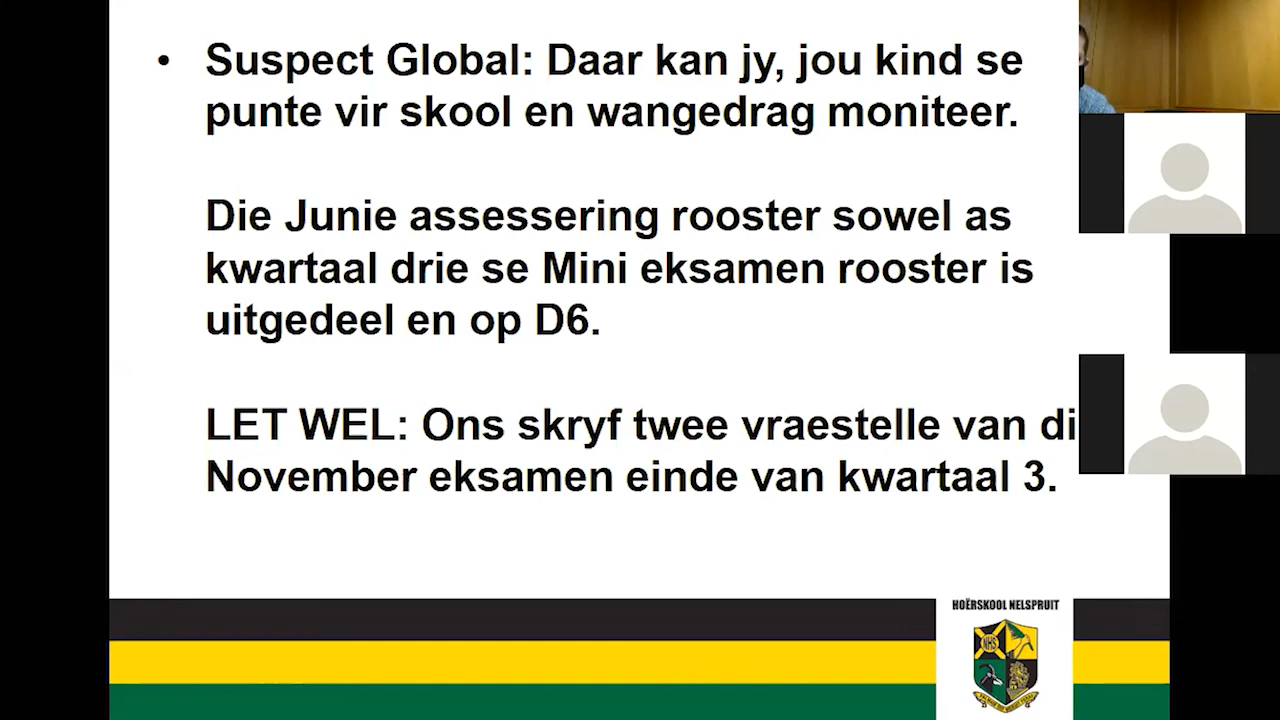 • Suspect Global: Daar kan jy, jou kind se
punte vir skool en wangedrag moniteer.
Die Junie assessering rooster sowel as
kwartaal drie se Mini eksamen rooster is
uitgedeel en op D6.
LET WEL: Ons skryf twee vraestelle van di
November eksamen einde van kwartaal 3.
HOËRSKOOL NELSPRUIT
NHS